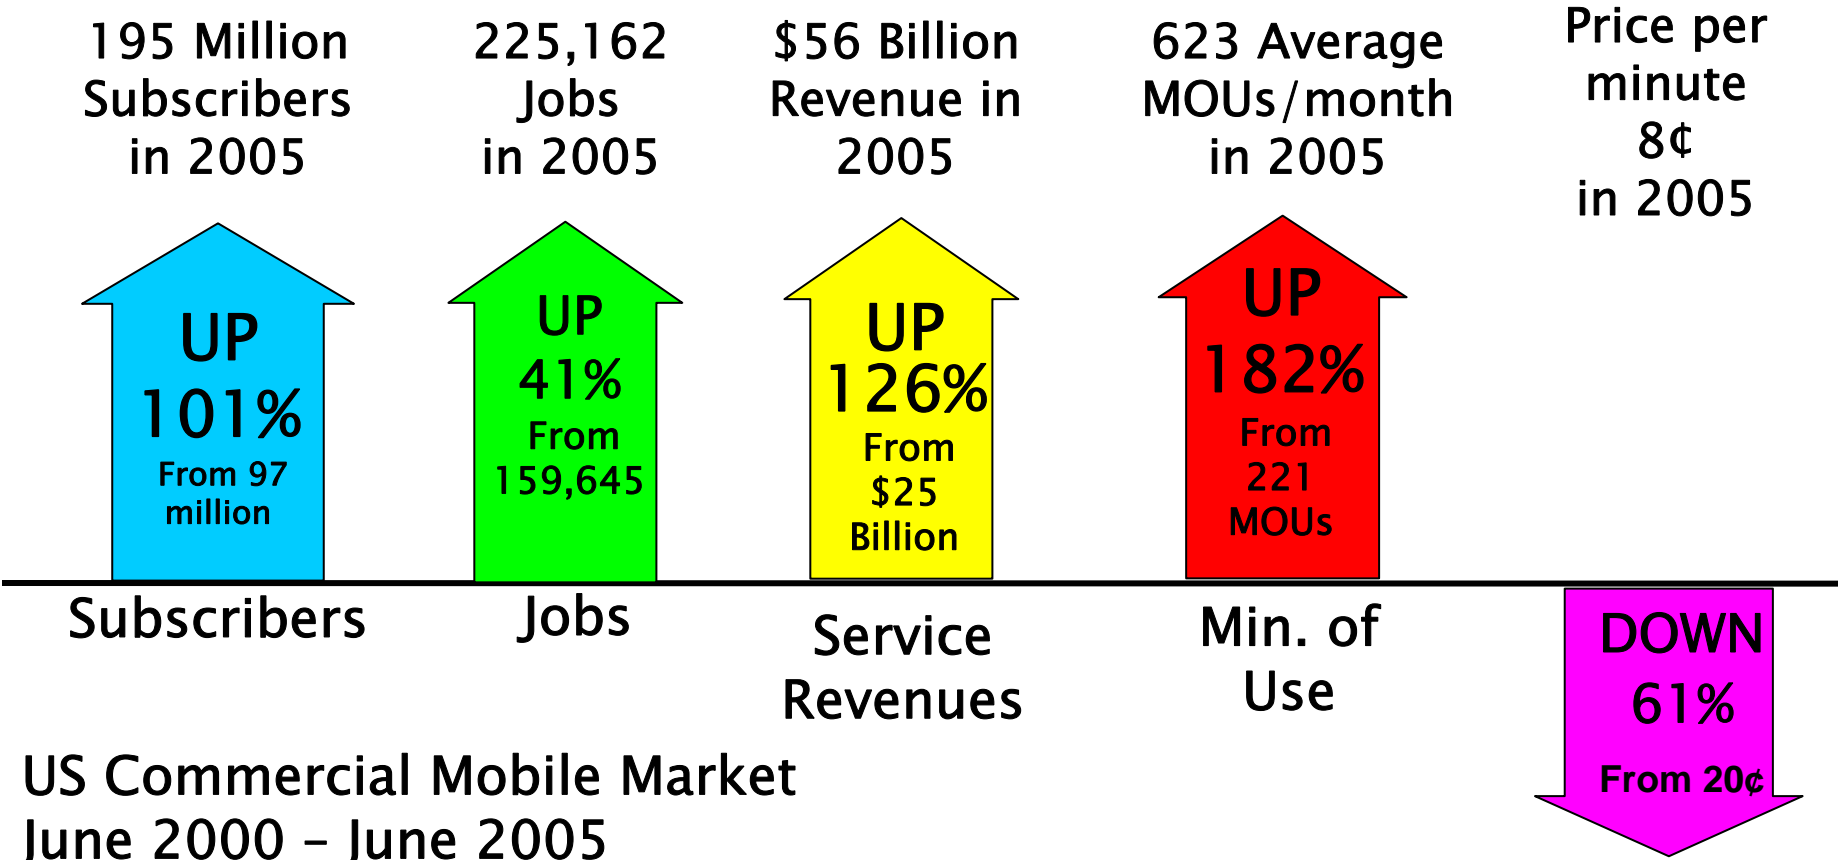 195 Million
Subscribers
in 2005
225,162
Jobs
in 2005
$56 Billion
Revenue in
2005
623 Average
MOUs/month
in 2005
Price per
minute
8¢
in 2005
UP
101%
From 97
million
UP
41%
From
159,645
UP
126%
From
$25
Billion
UP
182%
From
221
MOUs
Subscribers
Jobs
Service
Revenues
Min. of
Use
DOWN
61%
From 20¢
US Commercial Mobile Market
June 2000 – June 2005